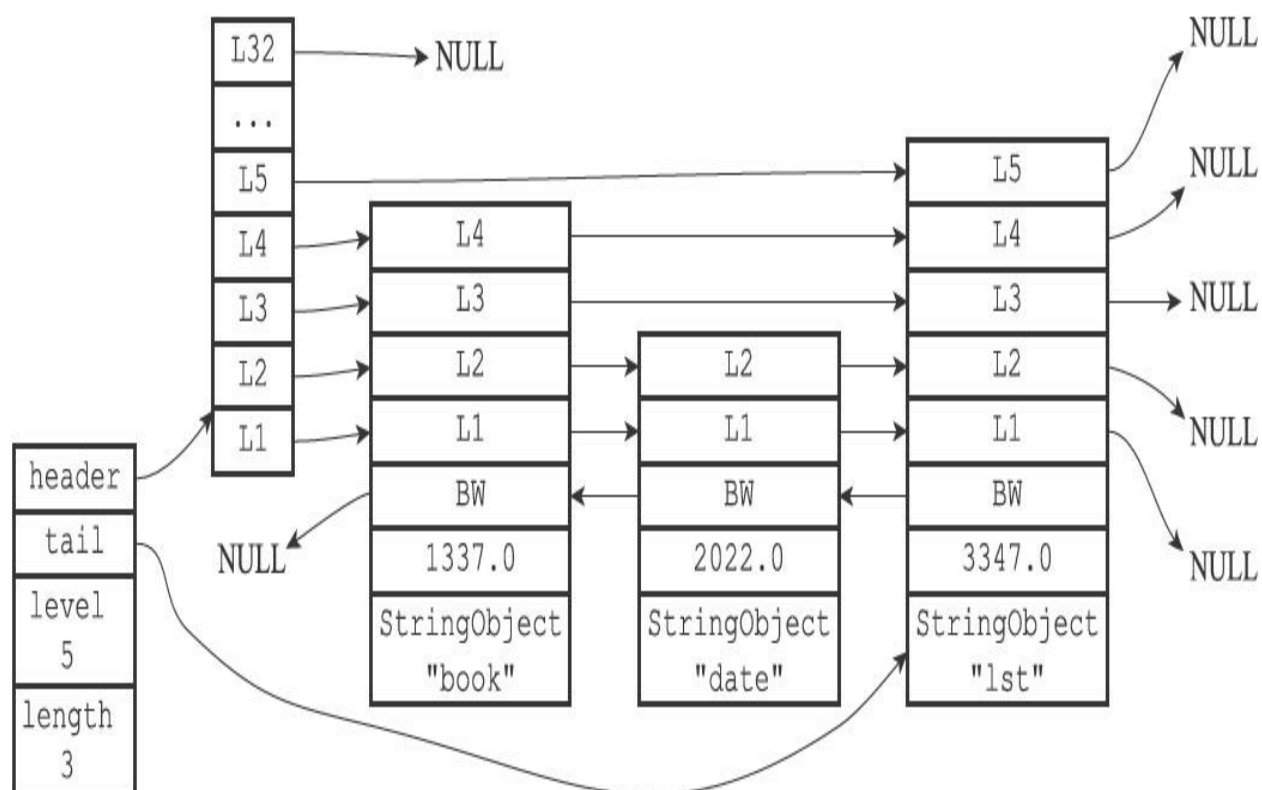 header
tail
level
5
length
3
L32
...
L5
L4
L3
L2
L1
NULL
NULL
L4
L3
L2
L1
BW
1337.0
StringObject
"book"
L2
L1
BW
2022.0
StringObject
"date"
L5
L4
L3
L2
L1
BW
3347.0
StringObject
"lst"
NULL
NULL
NULL
NULL
NULL